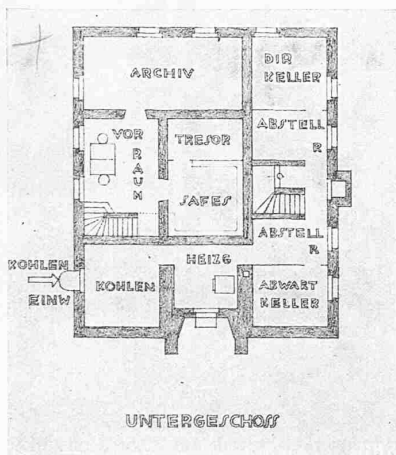 ARCHIV
DIR
KELLER
VOR
RAUM
TRESOR
ABSTELL
R
SAFES
ABSTELL
R
HEIZG
KOHLEN
EINW
KOHLEN
ABWART
KELLER
UNTERGESCHOSS